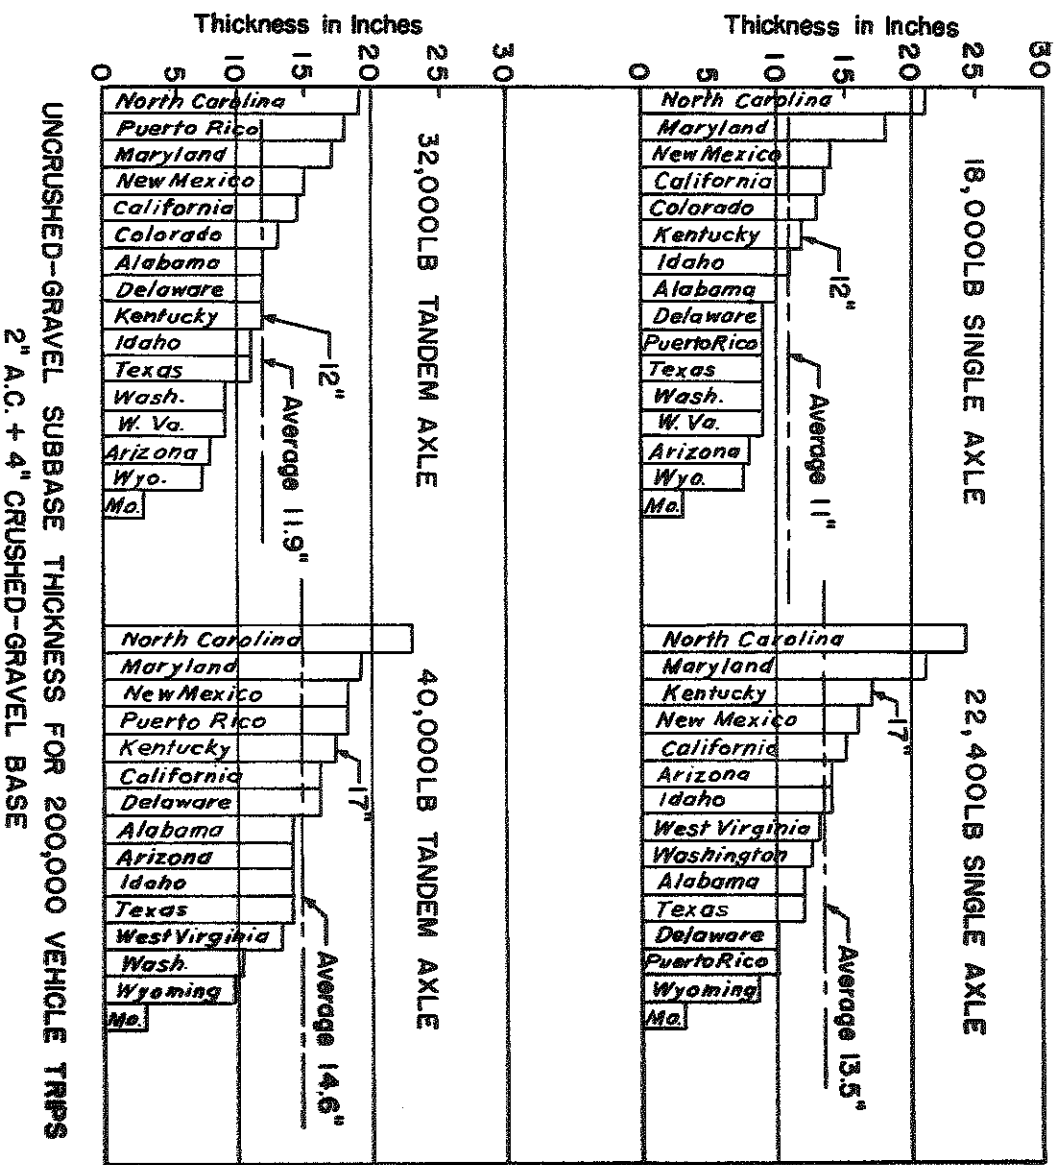 Thickness in Inches
30
25
20
15
10
5
0
18,000LB SINGLE AXLE
North Carolina
Maryland
New Mexico
California
Colorado
Kentucky
Idaho
Alabama
Delaware
Puerto Rico
Texas
Wash.
W. Va.
Arizona
Wyo.
Mo.
12"
Average 11"
22,400LB SINGLE AXLE
North Carolina
Maryland
Kentucky
New Mexico
California
Arizona
Idaho
West Virginia
Washington
Alabama
Texas
Delaware
Puerto Rico
Wyoming
Mo.
17"
Average 13.5"
Thickness in Inches
30
25
20
15
10
5
0
32,000LB TANDEM AXLE
North Carolina
Puerto Rico
Maryland
New Mexico
California
Colorado
Alabama
Delaware
Kentucky
Idaho
Texas
Wash.
W. Va.
Arizona
Wyo.
Mo.
12"
Average 11.9"
40,000LB TANDEM AXLE
North Carolina
Maryland
New Mexico
Puerto Rico
Kentucky
California
Delaware
Alabama
Arizona
Idaho
Texas
West Virginia
Wash.
Wyoming
Mo.
17"
Average 14.6"
UNCRUSHED-GRAVEL SUBBASE THICKNESS FOR 200,000 VEHICLE TRIPS
2" A.C. + 4" CRUSHED-GRAVEL BASE